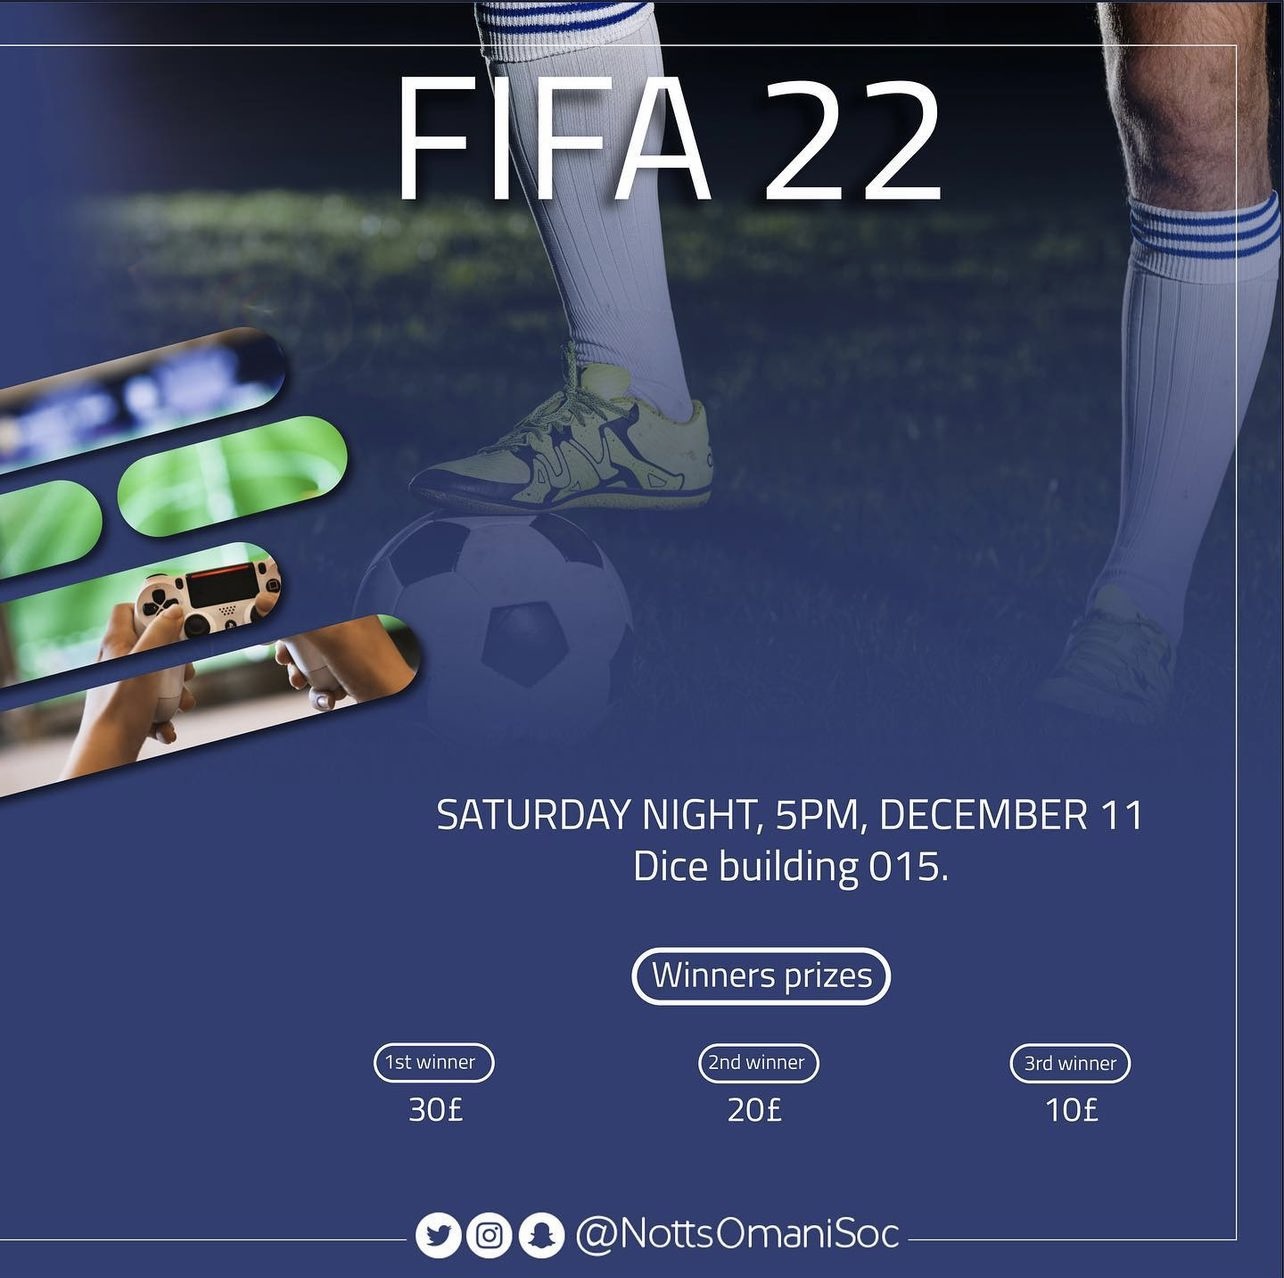 FIFA 22
SATURDAY NIGHT, 5PM, DECEMBER 11
Dice building 015.
Winners prizes
1st winner
2nd winner
3rd winner
30£
20£
10£
@NottsOmaniSoc